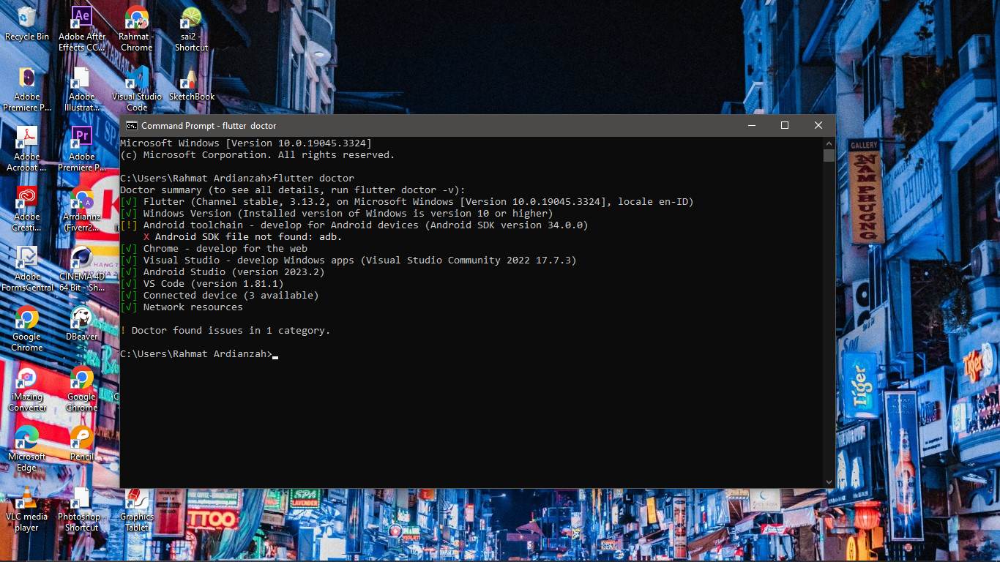 Recycle Bin
Adobe After
Effects CC...
Rahmat -
Chrome
sai2 -
Shortcut
Adobe
Premiere P...
Adobe
Illustrat...
Visual Studio
Code
SketchBook
Adobe
Acrobat ...
Adobe
Premiere P...
Adobe
Creati...
Arrdiannz
(Fiverr2...
Adobe
FormsCentral
CINEMA 4D
64 Bit - Sh...
Google
Chrome
DBeaver
iMazing
Converter
Google
Chrome
Microsoft
Edge
Pencil
VLC media
player
Photoshop -
Shortcut
Graphics
Tablet
Command Prompt - flutter doctor
Microsoft Windows [Version 10.0.19045.3324]
(c) Microsoft Corporation. All rights reserved.
C:\Users\Rahmat Ardianzah>flutter doctor
Doctor summary (to see all details, run flutter doctor -v):
[√] Flutter (Channel stable, 3.13.2, on Microsoft Windows [Version 10.0.19045.3324], locale en-ID)
[√] Windows Version (Installed version of Windows is version 10 or higher)
[!] Android toolchain - develop for Android devices (Android SDK version 34.0.0)
X Android SDK file not found: adb.
[√] Chrome - develop for the web
[√] Visual Studio - develop Windows apps (Visual Studio Community 2022 17.7.3)
[√] Android Studio (version 2023.2)
[√] VS Code (version 1.81.1)
[√] Connected device (3 available)
[√] Network resources
! Doctor found issues in 1 category.
C:\Users\Rahmat Ardianzah>
GALLERY
NAM PHƯƠNG
Tiger
Tiger
SPA
LAVENDER
TTOO